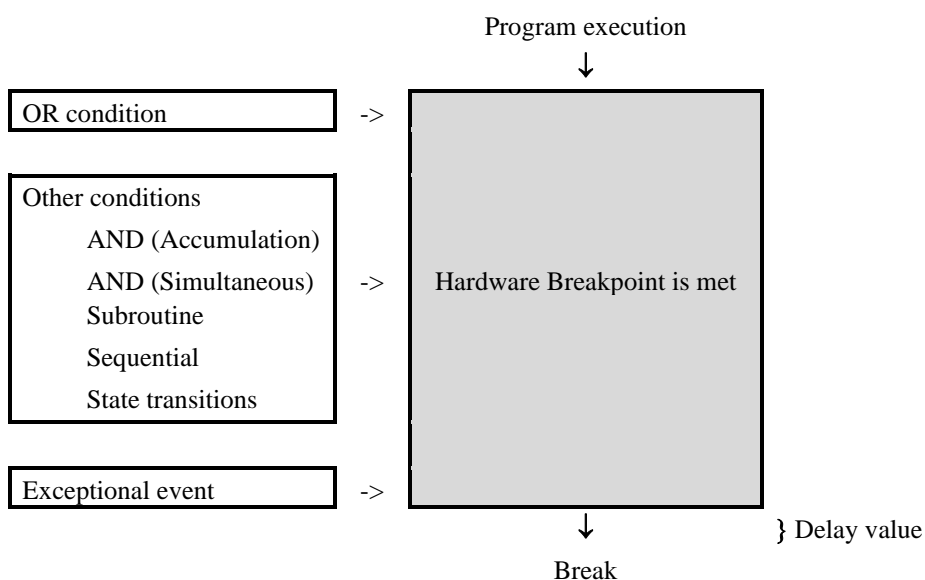 Program execution
↓
OR condition ->
Other conditions
AND (Accumulation)
AND (Simultaneous) -> Hardware Breakpoint is met
Subroutine
Sequential
State transitions
Exceptional event ->
↓ } Delay value
Break